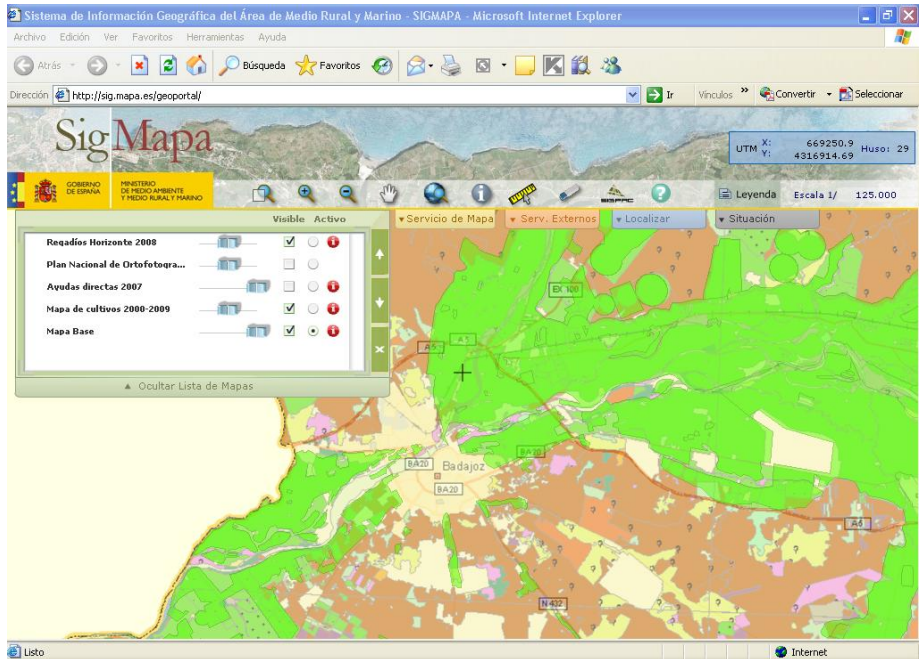 Sistema de Información Geográfica del Área de Medio Rural y Marino - SIGMAPA - Microsoft Internet Explorer
Archivo Edición Ver Favoritos Herramientas Ayuda
Atrás Búsqueda Favoritos
Dirección http://sig.mapa.es/geoportal/ Ir Vínculos » Convertir Seleccionar
SigMapa
UTM X: 669250.9 Huso: 29
Y: 4316914.69
GOBIERNO DE ESPAÑA
MINISTERIO DE MEDIO AMBIENTE Y MEDIO RURAL Y MARINO
SIGPAC
Leyenda Escala 1/ 125.000
Visible Activo
Servicio de Mapa Serv. Externos Localizar Situación
Regadíos Horizonte 2008
Plan Nacional de Ortofotogra...
Ayudas directas 2007
Mapa de cultivos 2000-2009
Mapa Base
Ocultar Lista de Mapas
EX100
A5 A5
BA20 Badajoz BA20
BA20
A5
N432
Listo Internet